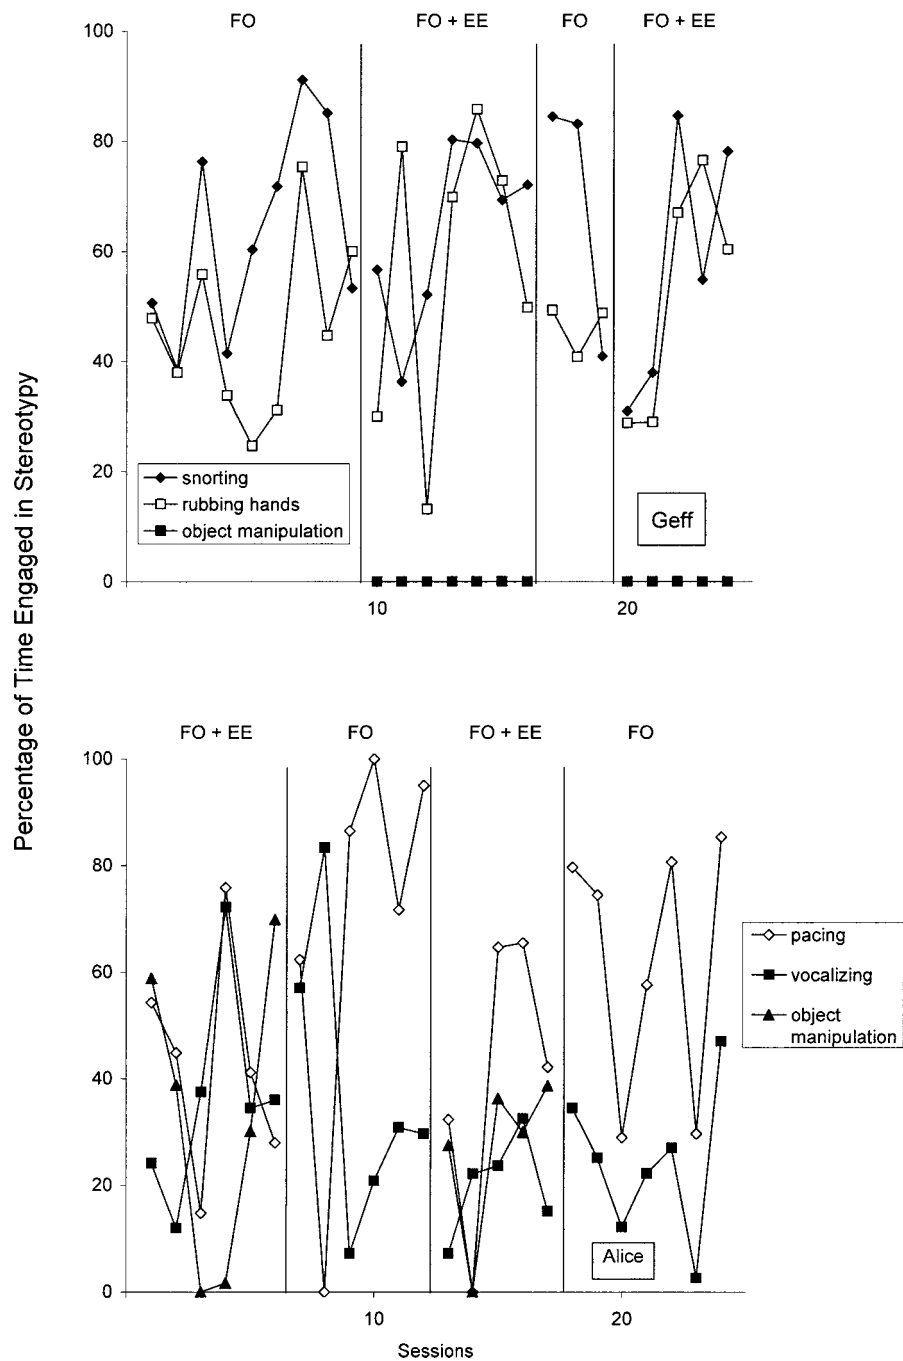 Percentage of Time Engaged in Stereotypy
FO FO + EE FO FO + EE
100
80
60
40
20
0
snorting
rubbing hands
object manipulation
Geff
10 20
FO + EE FO FO + EE FO
100
80
60
40
20
0
pacing
vocalizing
object
manipulation
Alice
10 20
Sessions